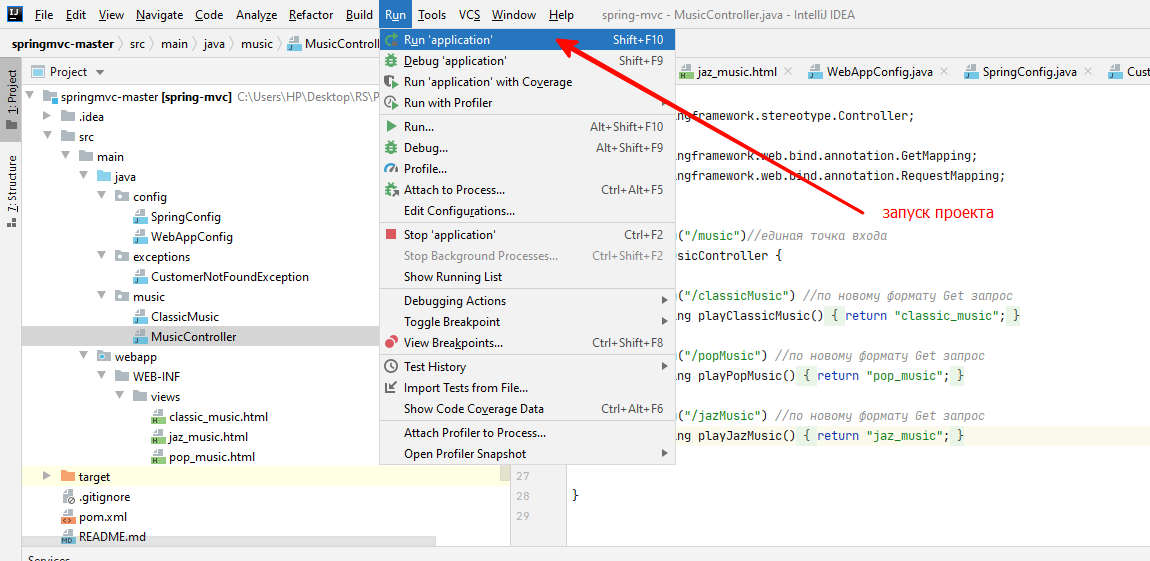 File Edit View Navigate Code Analyze Refactor Build Run Tools VCS Window Help spring-mvc - MusicController.java - IntelliJ IDEA
springmvc-master src main java music MusicControll
1: Project
7: Structure
Project
springmvc-master [spring-mvc] C:\Users\HP\Desktop\RS\P
.idea
src
main
java
config
SpringConfig
WebAppConfig
exceptions
CustomerNotFoundException
music
ClassicMusic
MusicController
webapp
WEB-INF
views
classic_music.html
jaz_music.html
pop_music.html
target
.gitignore
pom.xml
README.md
Services
Run 'application' Shift+F10
Debug 'application' Shift+F9
Run 'application' with Coverage
Run with Profiler
Run... Alt+Shift+F10
Debug... Alt+Shift+F9
Profile...
Attach to Process... Ctrl+Alt+F5
Edit Configurations...
Stop 'application' Ctrl+F2
Stop Background Processes... Ctrl+Shift+F2
Show Running List
Debugging Actions
Toggle Breakpoint
View Breakpoints... Ctrl+Shift+F8
Test History
Import Tests from File...
Show Code Coverage Data Ctrl+Alt+F6
Attach Profiler to Process...
Open Profiler Snapshot
jaz_music.html WebAppConfig.java SpringConfig.java Cust
ngframework.stereotype.Controller;
ngframework.web.bind.annotation.GetMapping;
ngframework.web.bind.annotation.RequestMapping;
запуск проекта
("/music")//единая точка входа
usicController {
("/classicMusic") //по новому формату Get запрос
ing playClassicMusic() { return "classic_music"; }
("/popMusic") //по новому формату Get запрос
ing playPopMusic() { return "pop_music"; }
("/jazMusic") //по новому формату Get запрос
ing playJazMusic() { return "jaz_music"; }
27
28 }
29